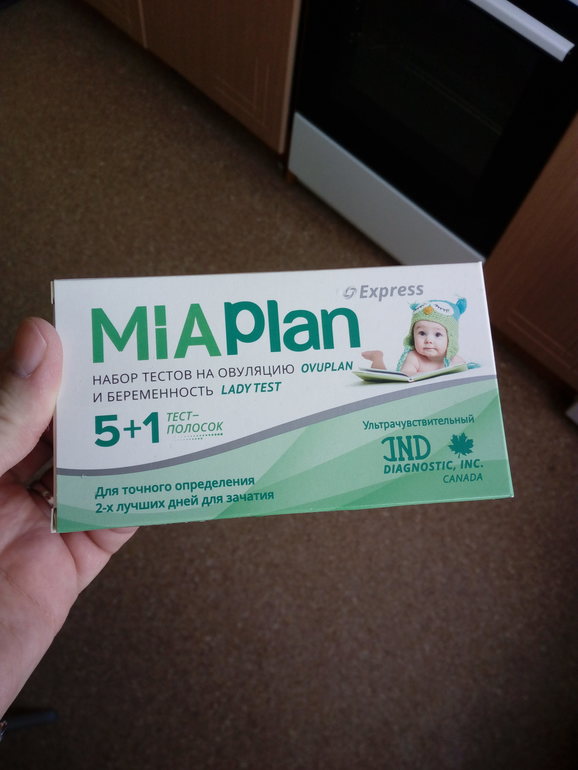 Express
MiAplan
НАБОР ТЕСТОВ НА ОВУЛЯЦИЮ OVUPLAN
И БЕРЕМЕННОСТЬ LADY TEST
5+1 ТЕСТ–
ПОЛОСОК
Ультрачувствительный
IND
DIAGNOSTIC, INC.
CANADA
Для точного определения
2-х лучших дней для зачатия